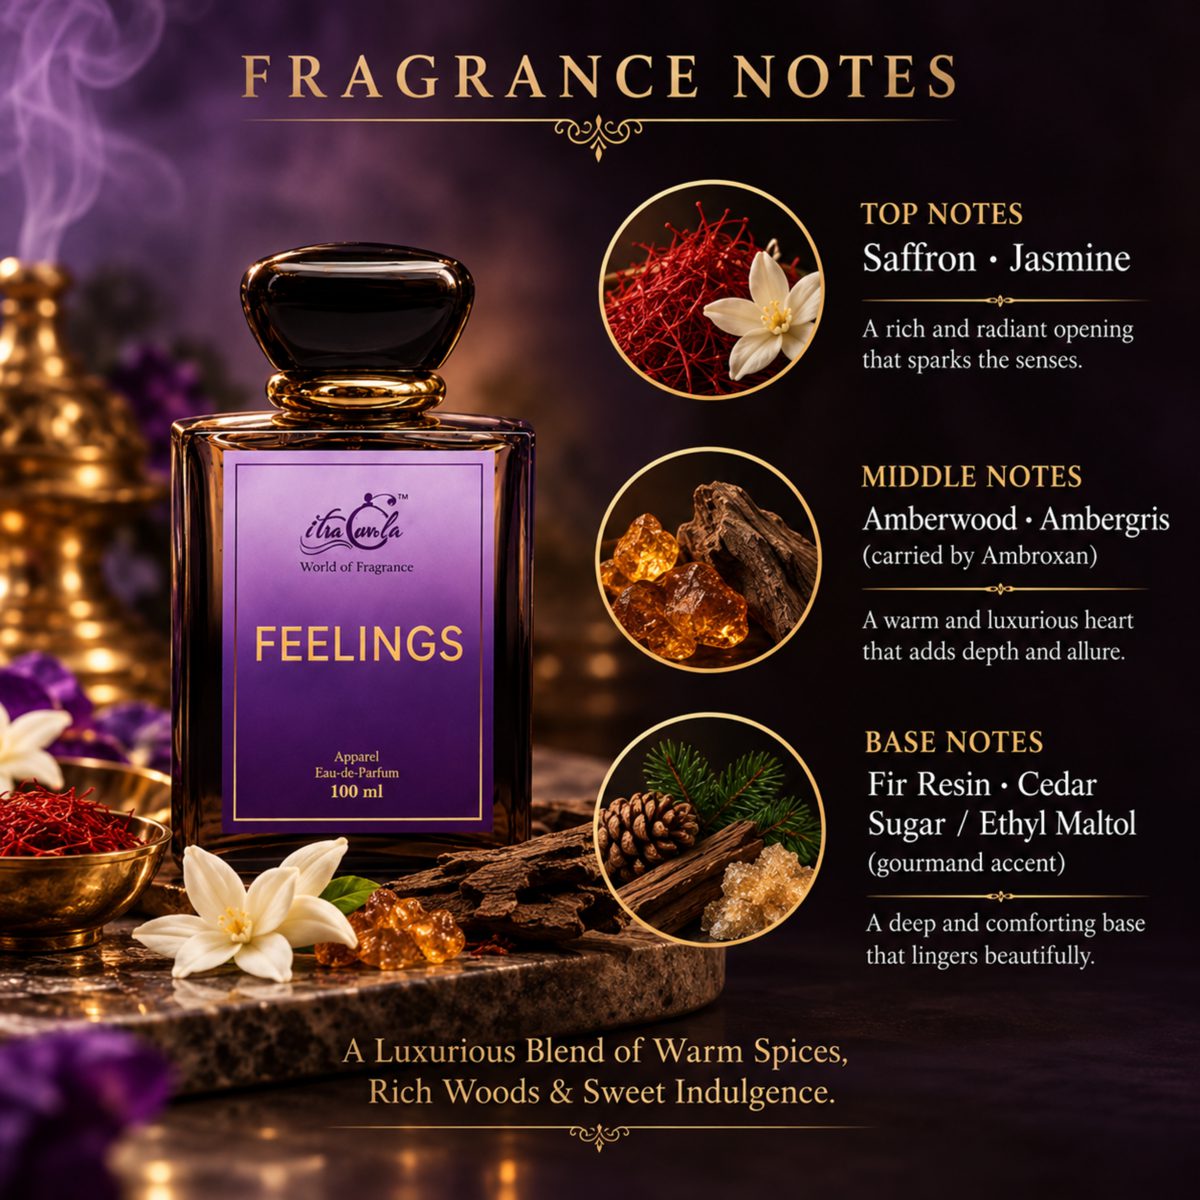 FRAGRANCE NOTES
TOP NOTES
Saffron · Jasmine
A rich and radiant opening
that sparks the senses.
MIDDLE NOTES
Amberwood · Ambergris
(carried by Ambroxan)
A warm and luxurious heart
that adds depth and allure.
BASE NOTES
Fir Resin · Cedar
Sugar / Ethyl Maltol
(gourmand accent)
A deep and comforting base
that lingers beautifully.
TM
World of Fragrance
FEELINGS
Apparel
Eau-de-Parfum
100 ml
A Luxurious Blend of Warm Spices,
Rich Woods & Sweet Indulgence.